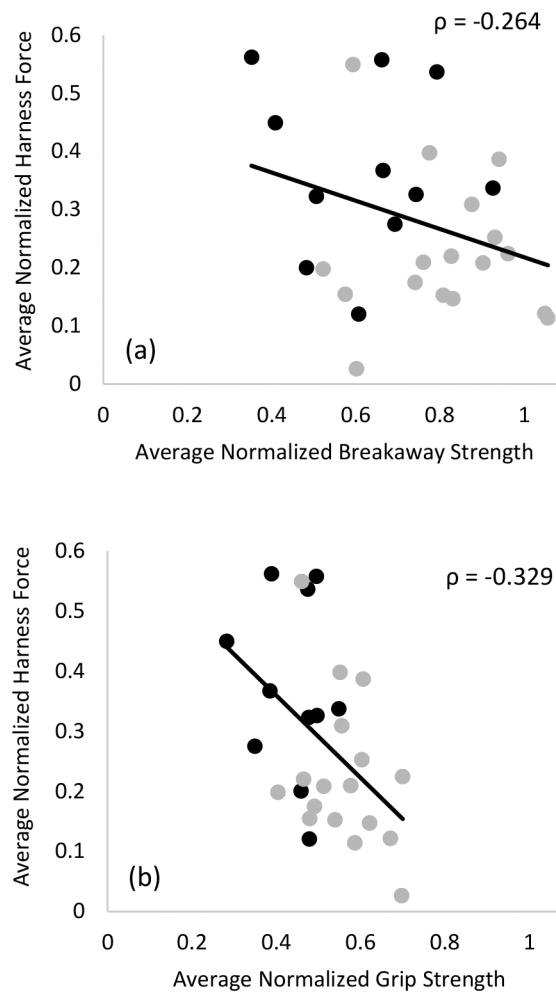 ρ = -0.264
0.6
0.5
0.4
0.3
0.2
0.1
0
Average Normalized Harness Force
(a)
0 0.2 0.4 0.6 0.8 1
Average Normalized Breakaway Strength
ρ = -0.329
0.6
0.5
0.4
0.3
0.2
0.1
0
Average Normalized Harness Force
(b)
0 0.2 0.4 0.6 0.8 1
Average Normalized Grip Strength